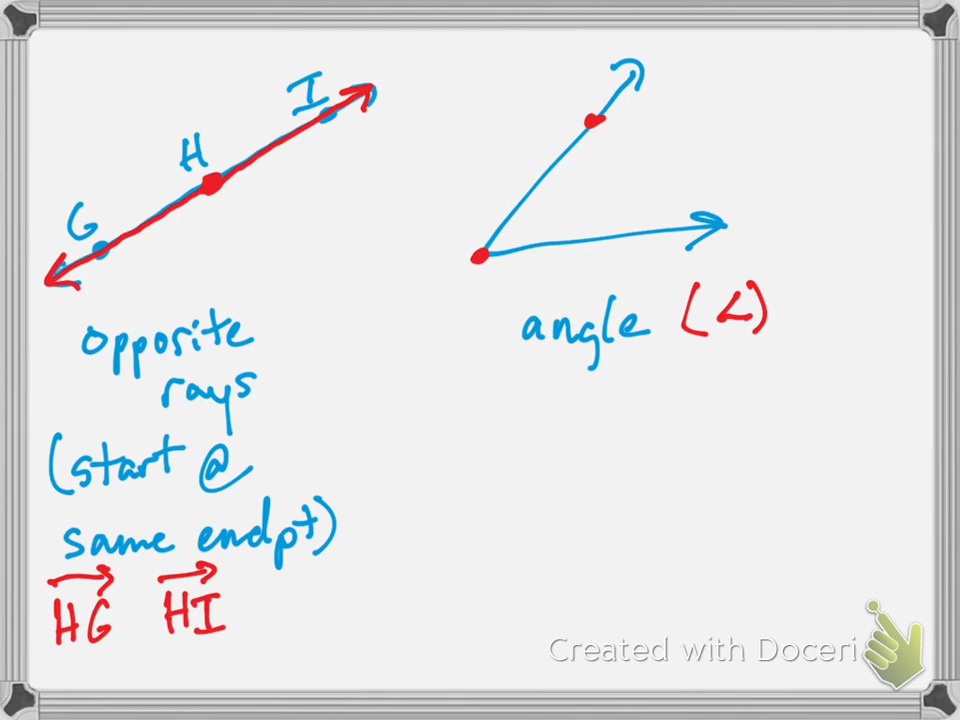 I
H
G
opposite
rays
(start @
same endpt)
HG HI
angle (∠)
Created with Doceri